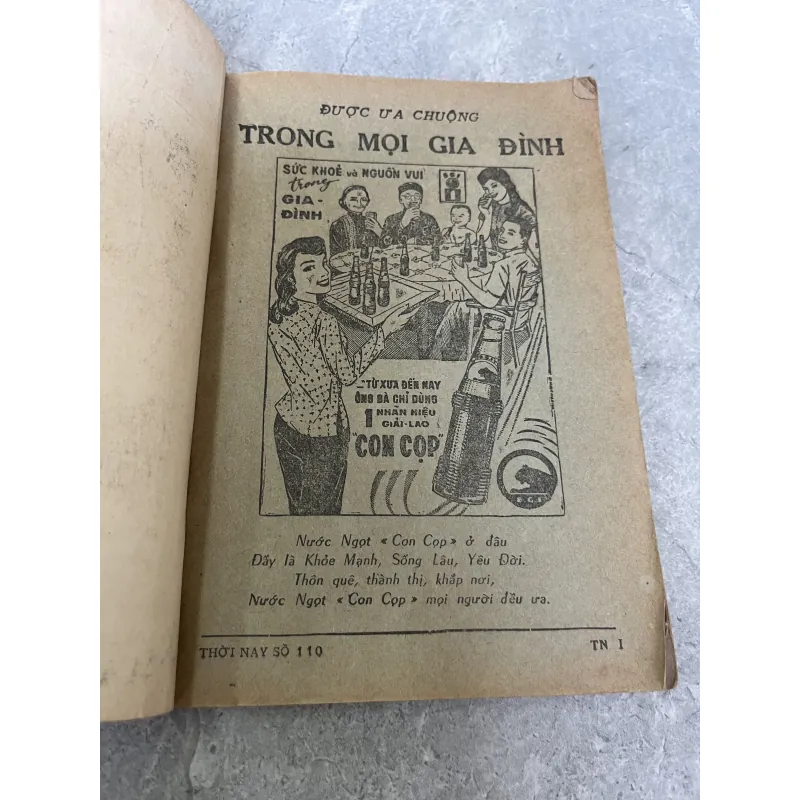 ĐƯỢC ƯA CHUỘNG
TRONG MỌI GIA ĐÌNH
SỨC KHOẺ và NGUỒN VUI
trong
GIA-
ĐÌNH
...TỪ XƯA ĐẾN NAY
ÔNG BÀ CHỈ DÙNG
1 NHÃN HIỆU
GIẢI-LAO
"CON CỌP"
B.G.I
Nước Ngọt « Con Cọp » ở đâu
Đấy là Khỏe Mạnh, Sống Lâu, Yêu Đời.
Thôn quê, thành thị, khắp nơi,
Nước Ngọt « Con Cọp » mọi người đều ưa.
THỜI NAY SỐ 110
TN I